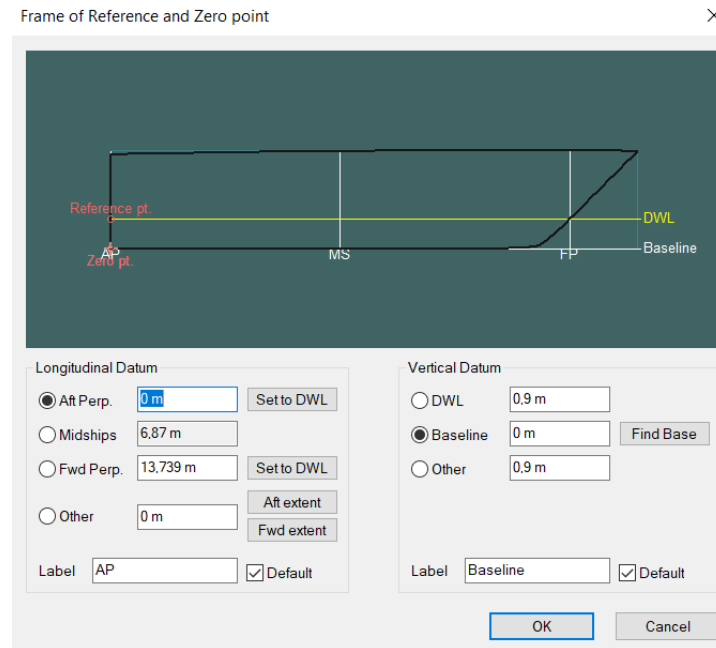 Frame of Reference and Zero point
Reference pt.
DWL
AP
MS
FP
Baseline
Zero pt.
Longitudinal Datum
Aft Perp.
0 m
Set to DWL
Midships
6,87 m
Fwd Perp.
13,739 m
Set to DWL
Aft extent
Other
0 m
Fwd extent
Label
AP
Default
Vertical Datum
DWL
0,9 m
Baseline
0 m
Find Base
Other
0,9 m
Label
Baseline
Default
OK
Cancel